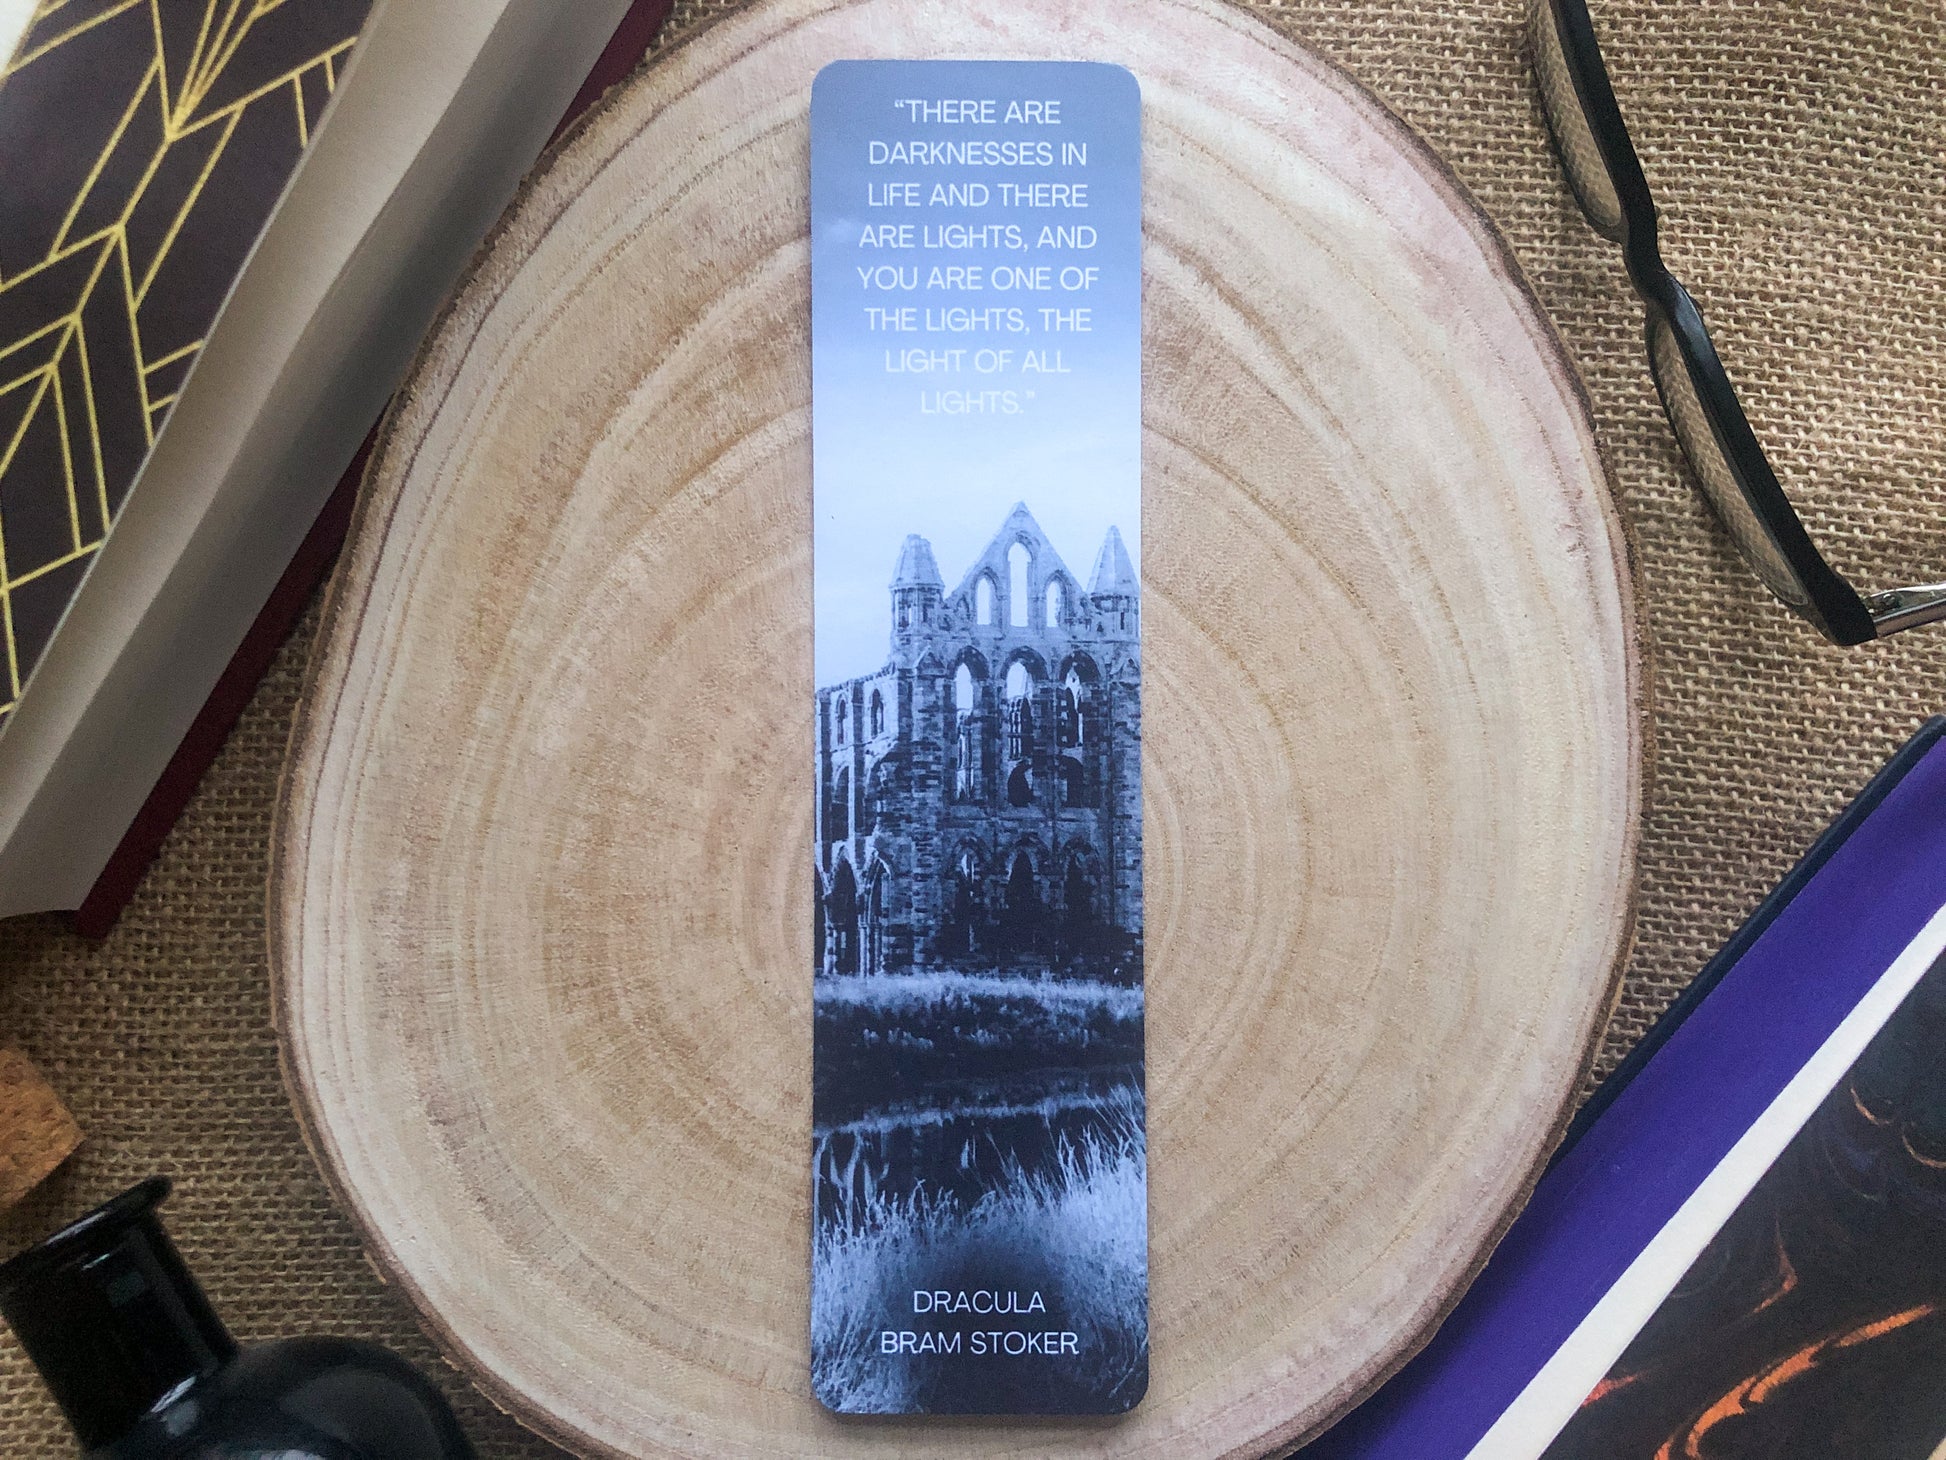 “THERE ARE
DARKNESSES IN
LIFE AND THERE
ARE LIGHTS, AND
YOU ARE ONE OF
THE LIGHTS, THE
LIGHT OF ALL
LIGHTS.”
DRACULA
BRAM STOKER